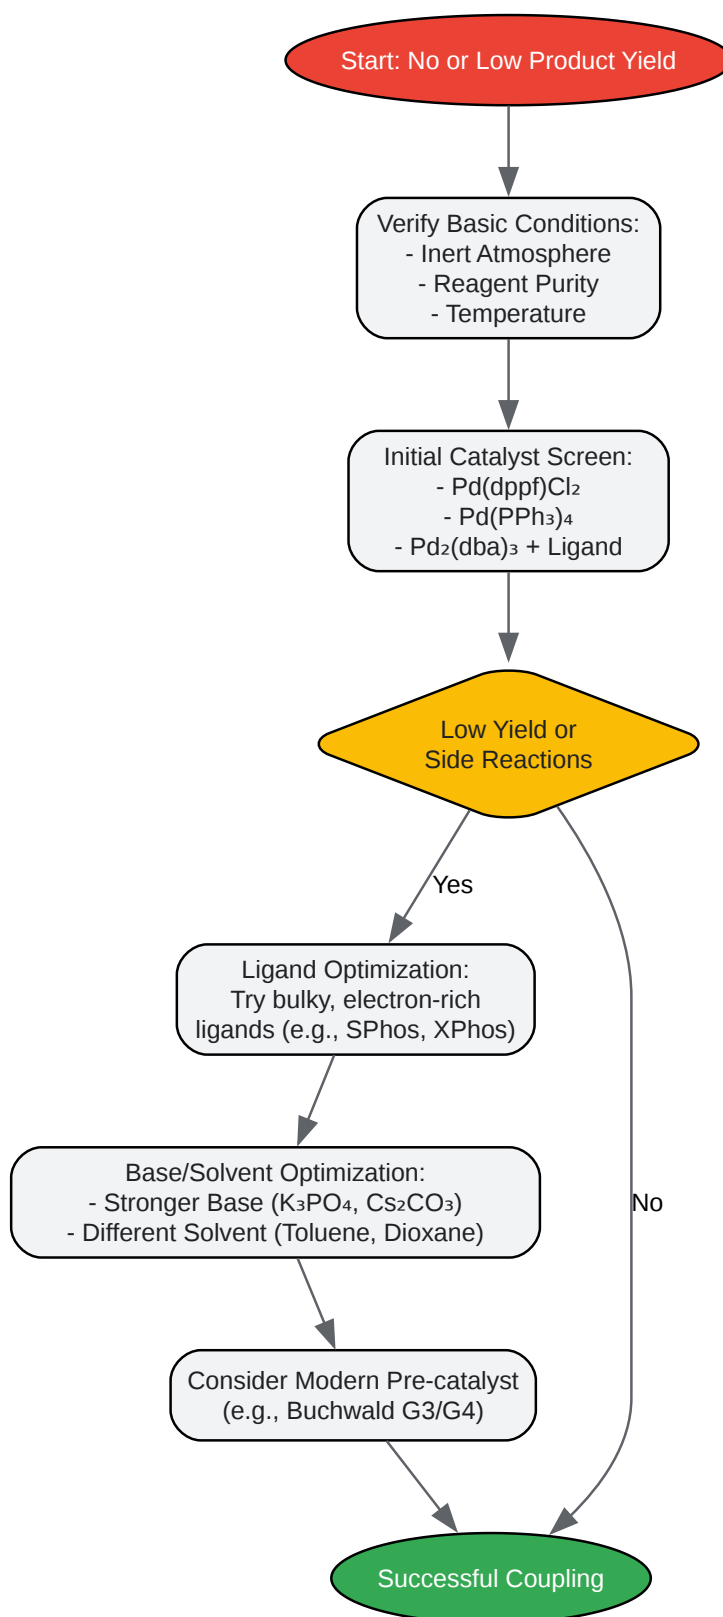 Start: No or Low Product Yield
Verify Basic Conditions:
- Inert Atmosphere
- Reagent Purity
- Temperature
Initial Catalyst Screen:
- Pd(dppf)Cl₂
- Pd(PPh₃)₄
- Pd₂(dba)₃ + Ligand
Low Yield or
Side Reactions
Yes
Ligand Optimization:
Try bulky, electron-rich
ligands (e.g., SPhos, XPhos)
Base/Solvent Optimization:
- Stronger Base (K₃PO₄, Cs₂CO₃)
- Different Solvent (Toluene, Dioxane)
No
Consider Modern Pre-catalyst
(e.g., Buchwald G3/G4)
Successful Coupling